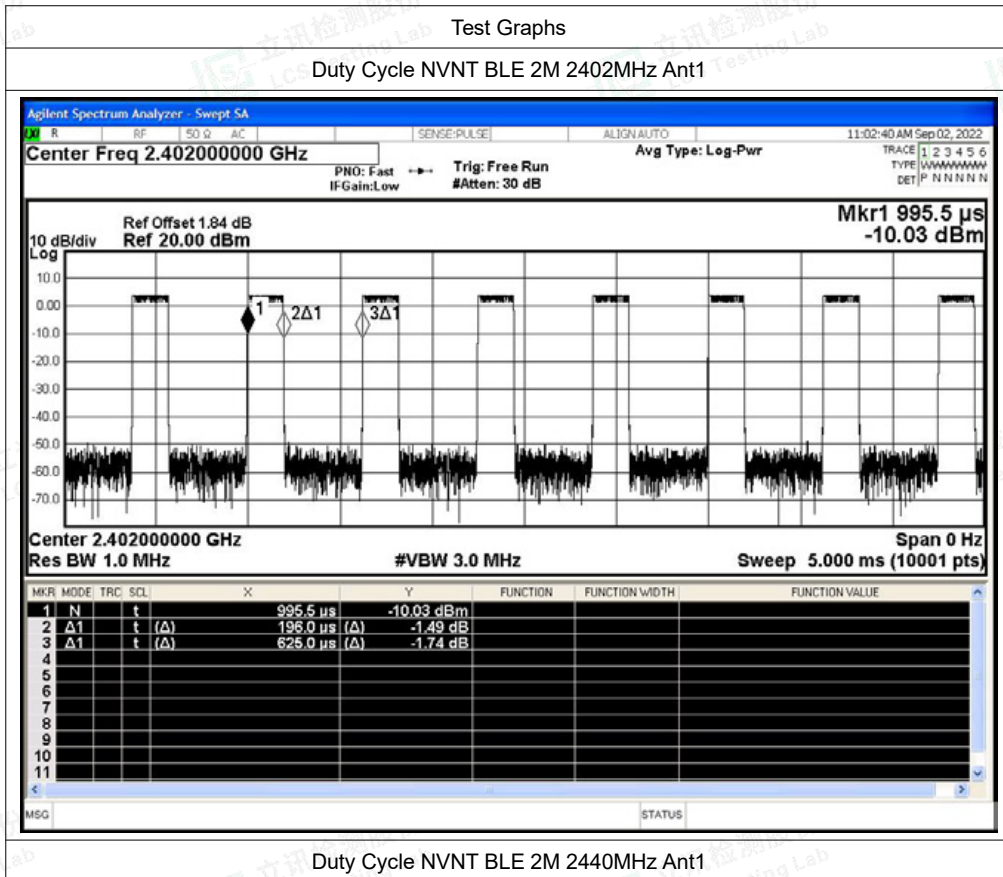 Test Graphs
Duty Cycle NVNT BLE 2M 2402MHz Ant1
Agilent Spectrum Analyzer - Swept SA
R RF 50 Ω AC SENSE:PULSE ALIGNAUTO 11:02:40 AM Sep 02, 2022
Center Freq 2.402000000 GHz Avg Type: Log-Pwr TRACE 1 2 3 4 5 6
PNO: Fast Trig: Free Run TYPE WWWWWW
IFGain:Low #Atten: 30 dB DET P N N N N N
Ref Offset 1.84 dB Mkr1 995.5 µs
10 dB/div Ref 20.00 dBm -10.03 dBm
Log
10.0
0.00
1 2Δ1 3Δ1
-10.0
-20.0
-30.0
-40.0
-50.0
-60.0
-70.0
Center 2.402000000 GHz Span 0 Hz
Res BW 1.0 MHz #VBW 3.0 MHz Sweep 5.000 ms (10001 pts)
MKR MODE TRC SCL X Y FUNCTION FUNCTION WIDTH FUNCTION VALUE
1 N t 995.5 µs -10.03 dBm
2 Δ1 t (Δ) 196.0 µs (Δ) -1.49 dB
3 Δ1 t (Δ) 625.0 µs (Δ) -1.74 dB
4
5
6
7
8
9
10
11
MSG STATUS
Duty Cycle NVNT BLE 2M 2440MHz Ant1